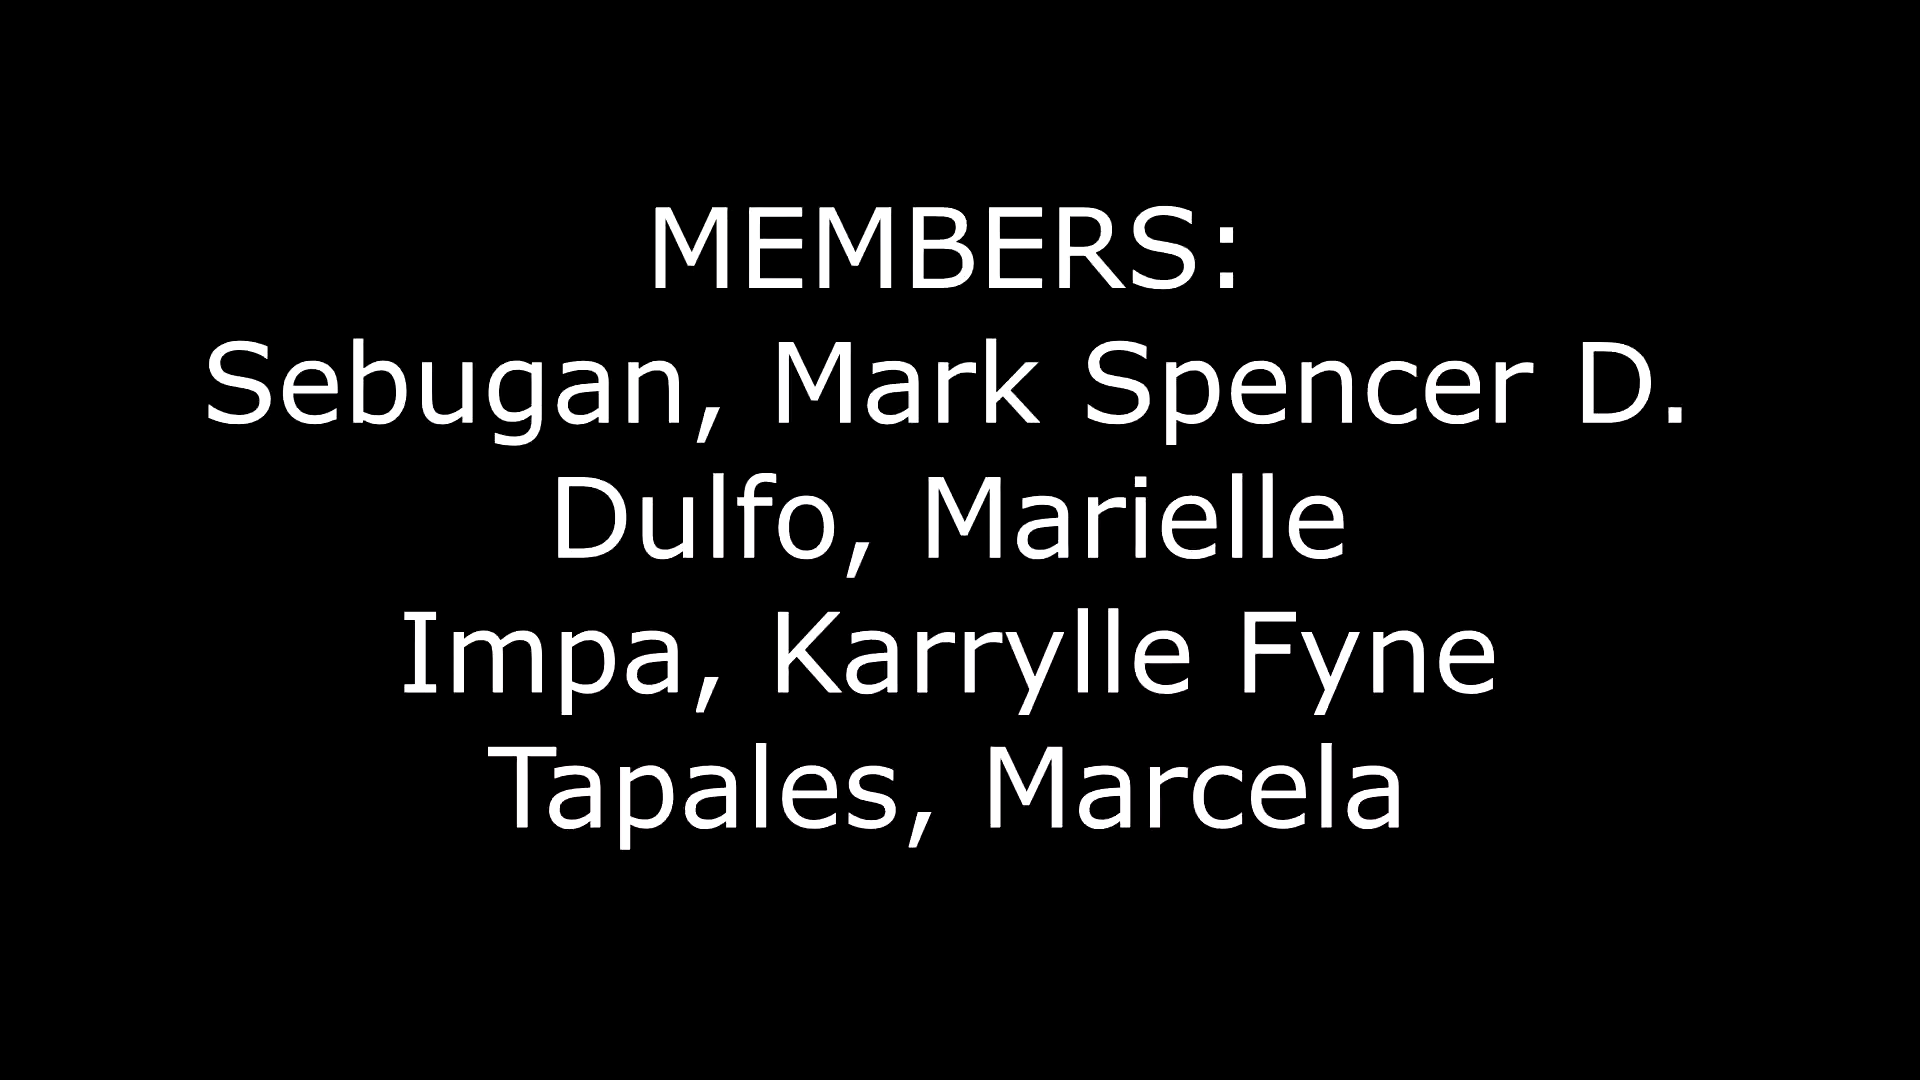 MEMBERS:
Sebugan, Mark Spencer D.
Dulfo, Marielle
Impa, Karrylle Fyne
Tapales, Marcela